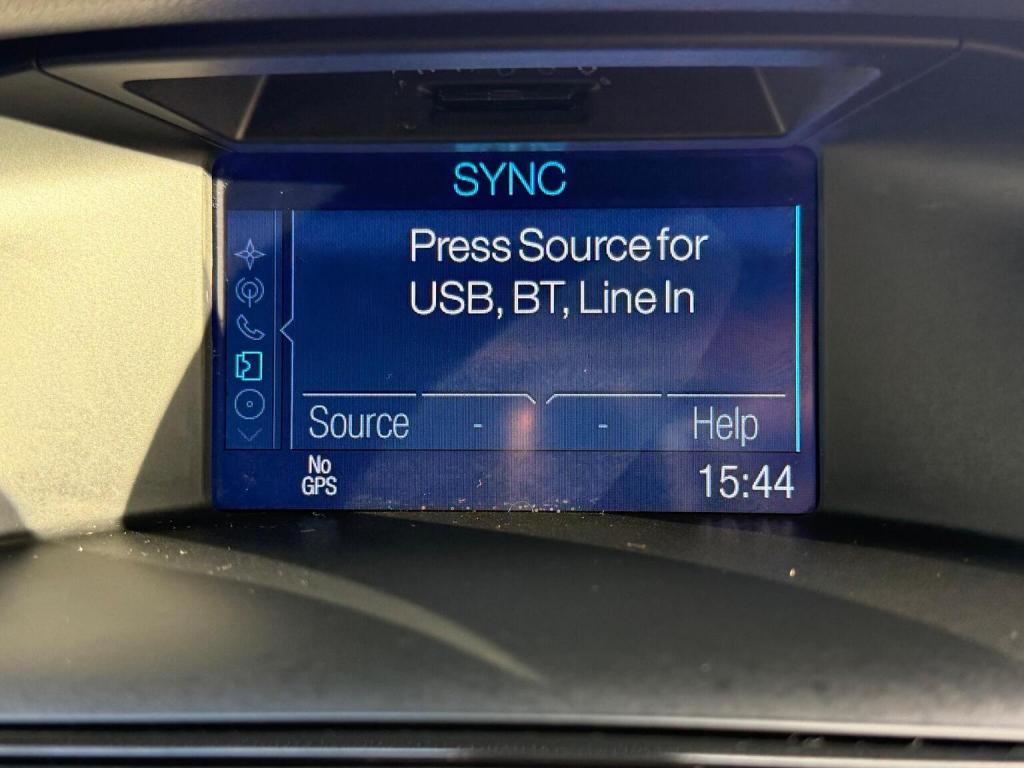 SYNC
Press Source for
USB, BT, Line In
Source - - Help
No
GPS
15:44